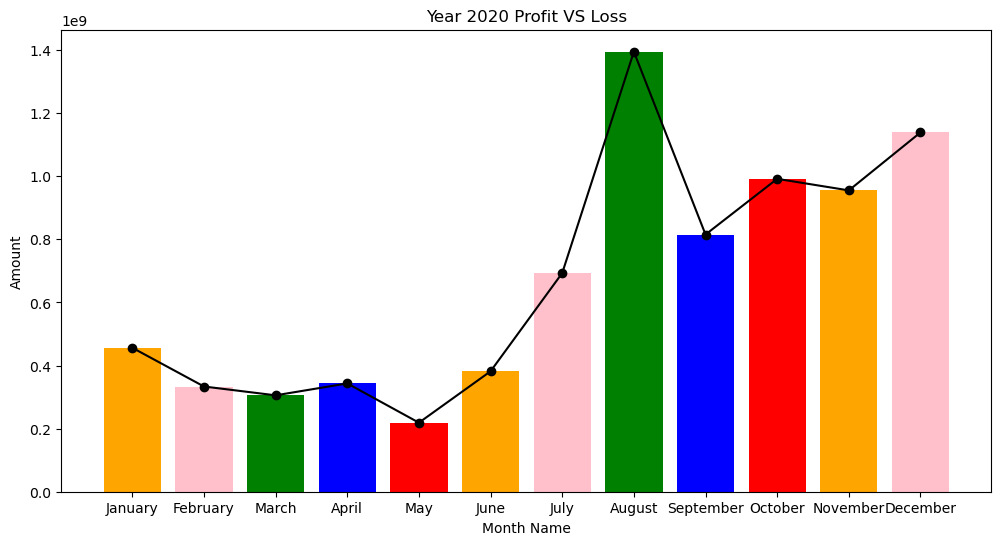 Year 2020 Profit VS Loss
1e9
1.4
1.2
1.0
0.8
0.6
0.4
0.2
0.0
Amount
January February March April May June July August September October November December
Month Name